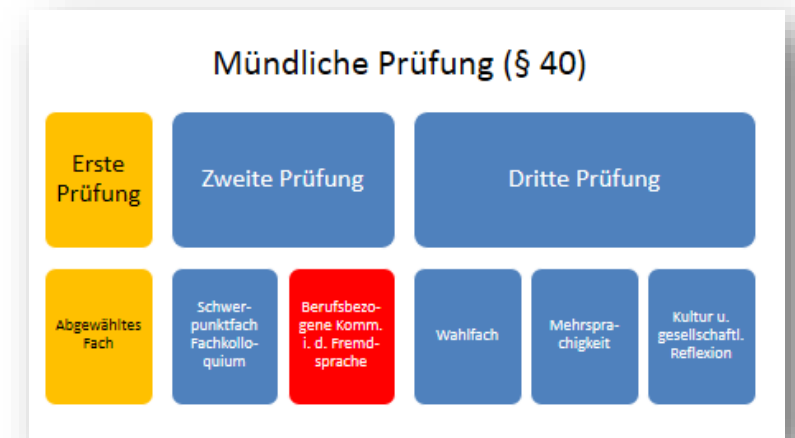 Mündliche Prüfung (§ 40)
Erste
Prüfung
Zweite Prüfung
Dritte Prüfung
Abgewähltes
Fach
Schwer-
punktfach
Fachkollo-
quium
Berufsbezo-
gene Komm.
i. d. Fremd-
sprache
Wahlfach
Mehrspra-
chigkeit
Kultur u.
gesellschaftl.
Reflexion